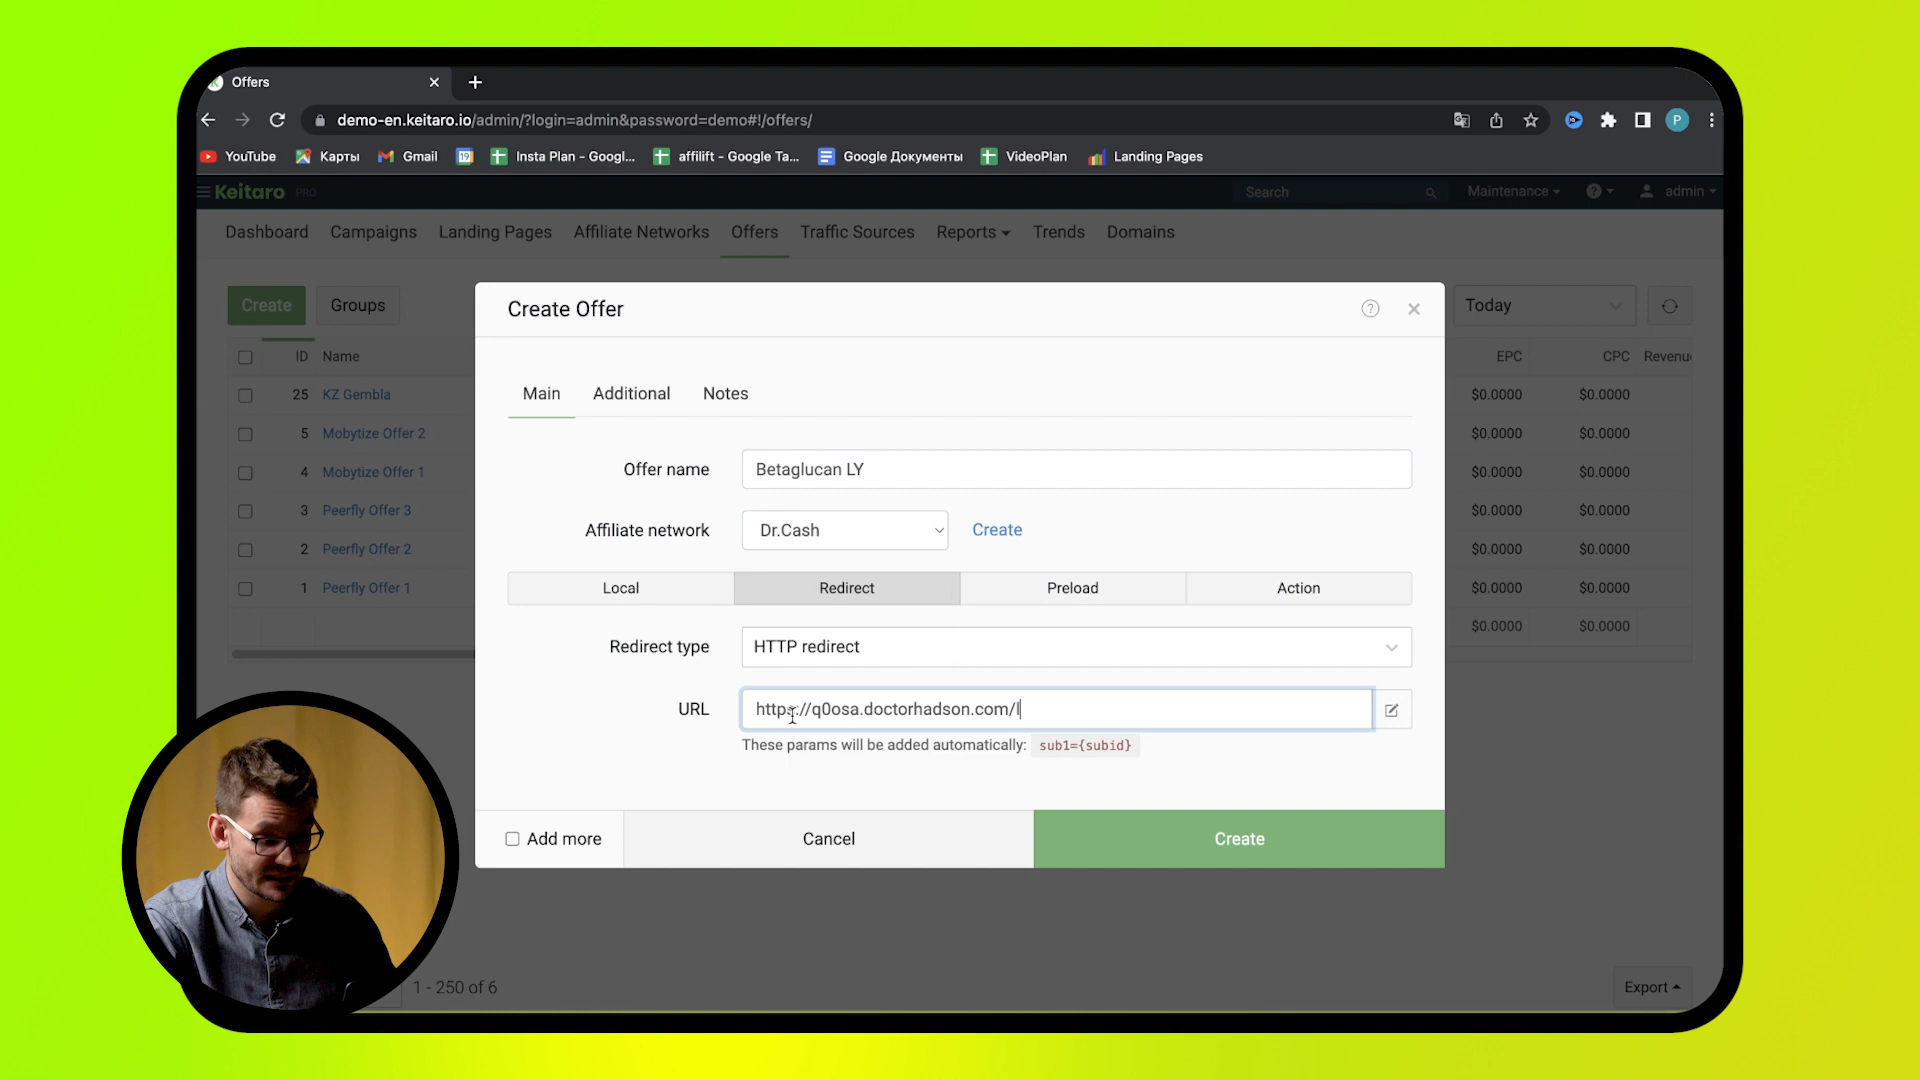 Offers
demo-en.keitaro.io/admin/?login=admin&password=demo#!/offers/
P
YouTube Карты Gmail Insta Plan - Googl... affilift - Google Ta... Google Документы VideoPlan Landing Pages
Keitaro PRO Search Maintenance ? admin
Dashboard Campaigns Landing Pages Affiliate Networks Offers Traffic Sources Reports Trends Domains
Create Groups Today
ID Name EPC CPC Revenu
25 KZ Gembla $0.0000 $0.0000
5 Mobytize Offer 2 $0.0000 $0.0000
4 Mobytize Offer 1 $0.0000 $0.0000
3 Peerfly Offer 3 $0.0000 $0.0000
2 Peerfly Offer 2 $0.0000 $0.0000
1 Peerfly Offer 1 $0.0000 $0.0000
$0.0000 $0.0000
Create Offer ?
Main Additional Notes
Offer name Betaglucan LY
Affiliate network Dr.Cash Create
Local Redirect Preload Action
Redirect type HTTP redirect
URL https://q0osa.doctorhadson.com/l
These params will be added automatically: sub1={subid}
Add more Cancel Create
1 - 250 of 6 Export